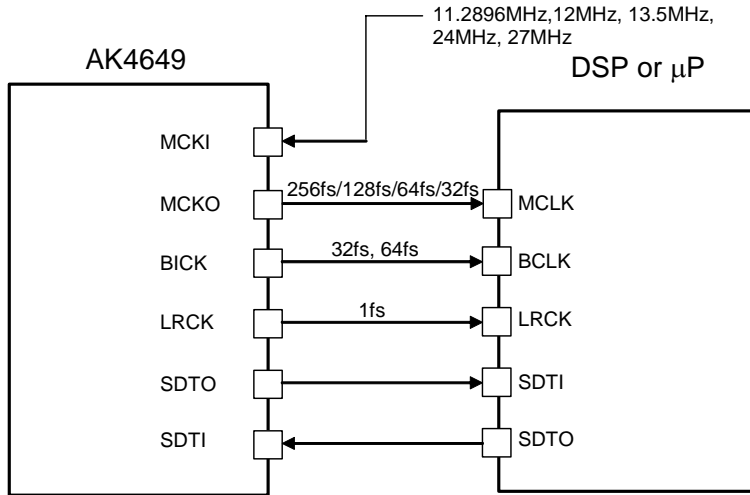 11.2896MHz,12MHz, 13.5MHz,
24MHz, 27MHz
AK4649
DSP or μP
MCKI
MCKO
256fs/128fs/64fs/32fs
MCLK
BICK
32fs, 64fs
BCLK
LRCK
1fs
LRCK
SDTO
SDTI
SDTI
SDTO